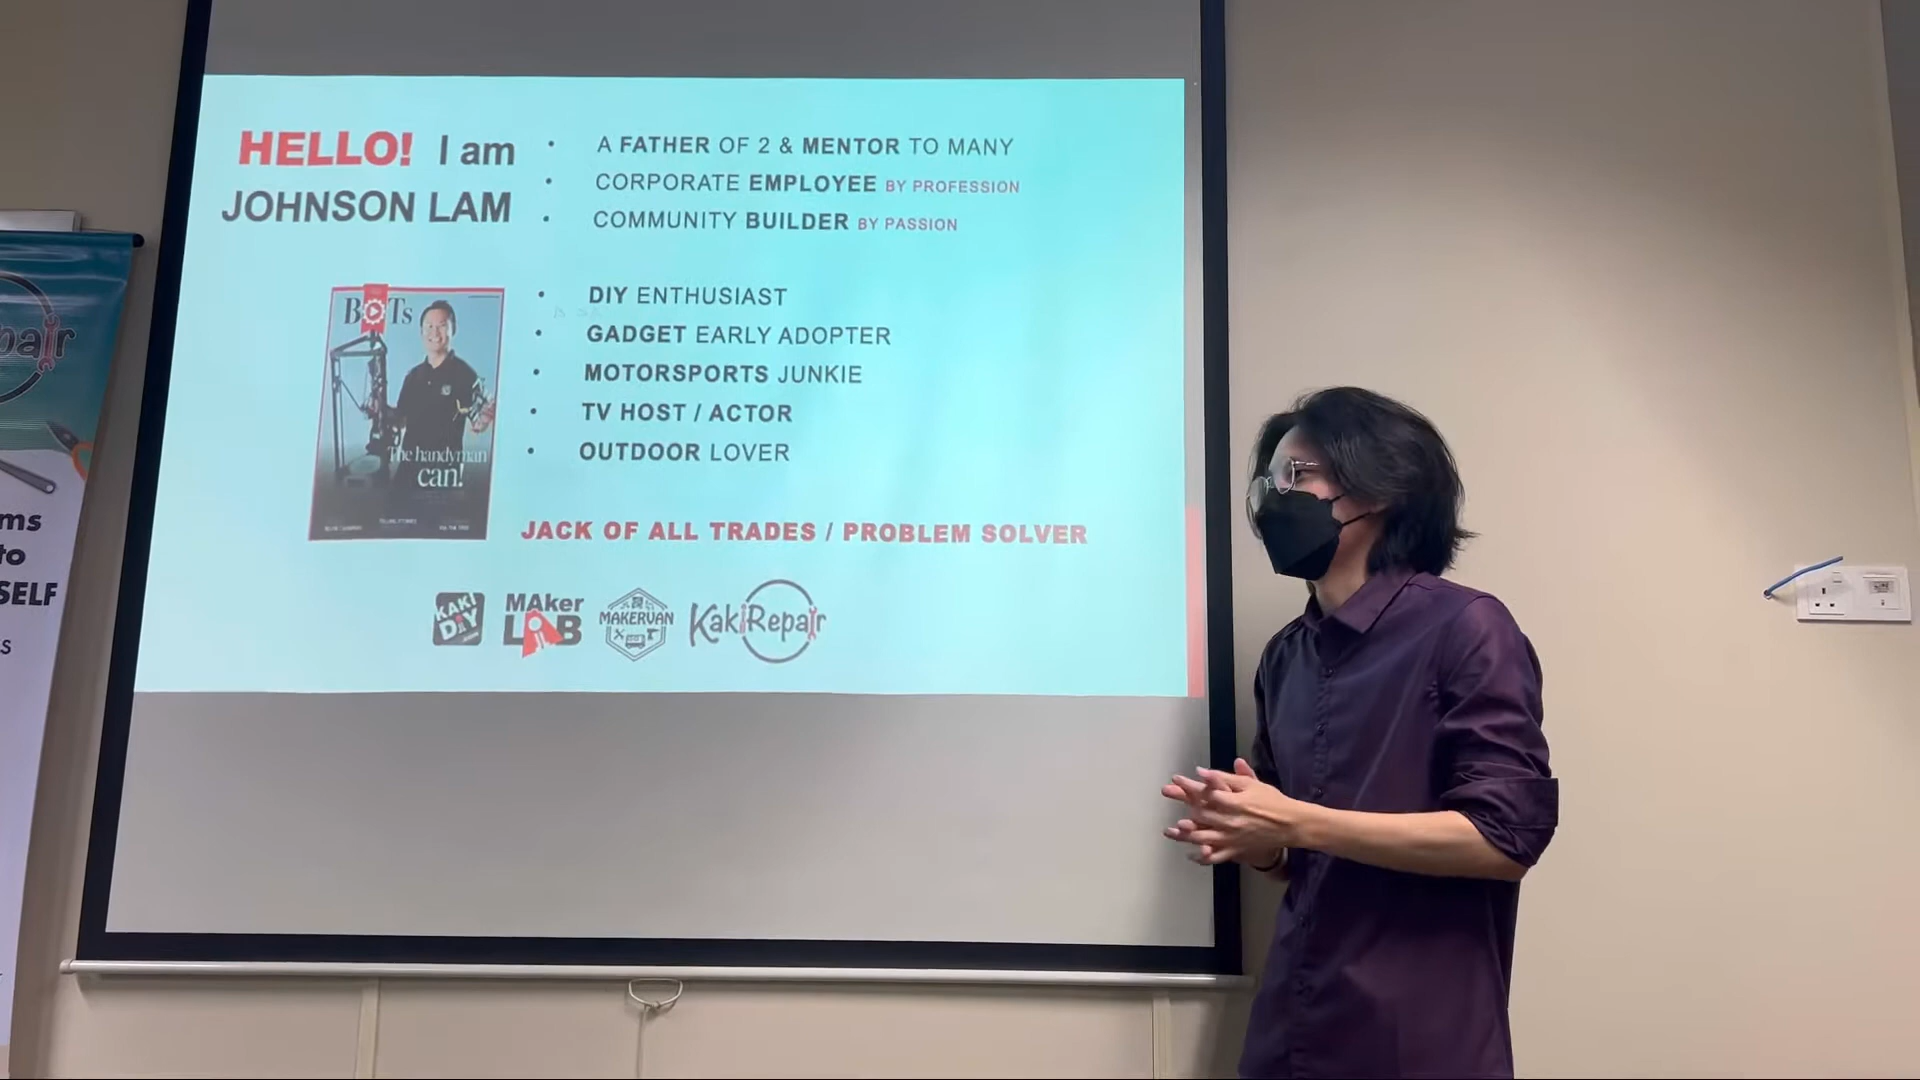 HELLO! I am
JOHNSON LAM
A FATHER OF 2 & MENTOR TO MANY
CORPORATE EMPLOYEE BY PROFESSION
COMMUNITY BUILDER BY PASSION
DIY ENTHUSIAST
GADGET EARLY ADOPTER
MOTORSPORTS JUNKIE
TV HOST / ACTOR
OUTDOOR LOVER
BOTs
The handyman
can!
JACK OF ALL TRADES / PROBLEM SOLVER
KAKI
DIY
MAker
LAB
MAKERVAN
KakiRepair
pair
ms
to
SELF